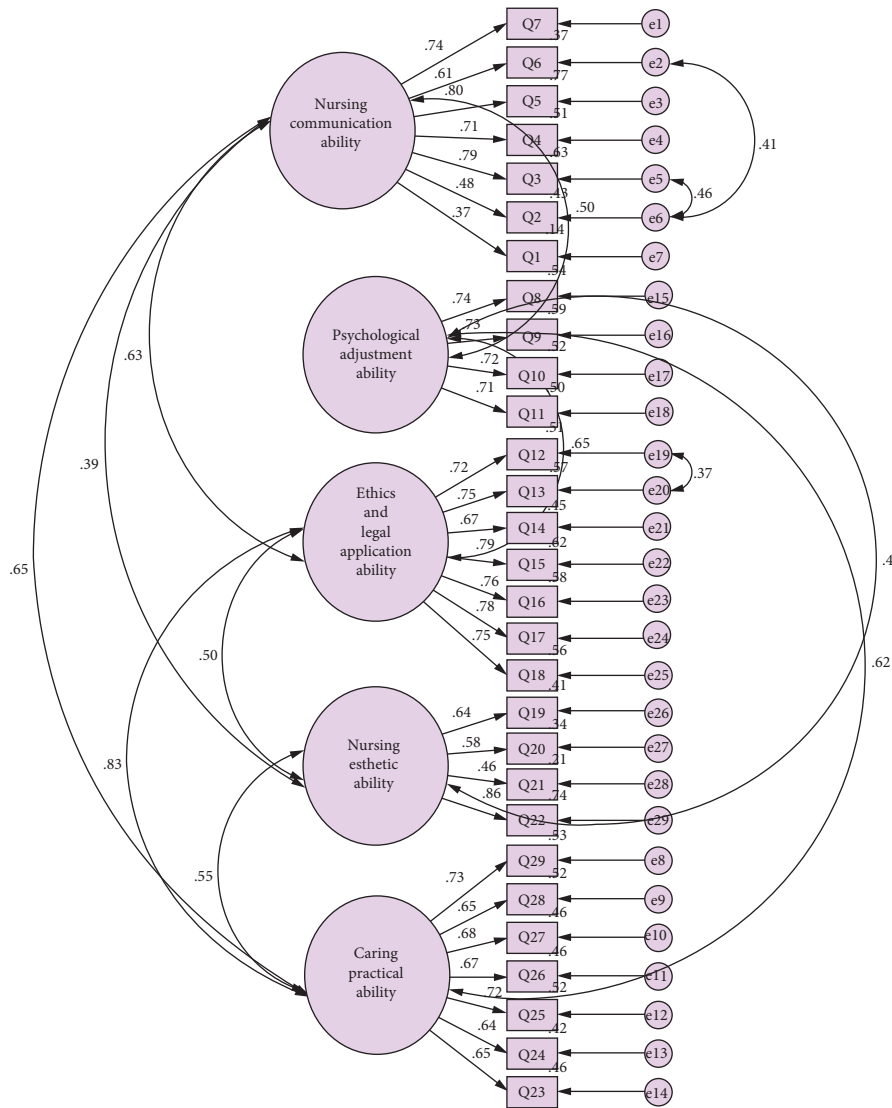 Q7
e1
.74
.37
Q6
e2
.61
.77
.80
Q5
e3
.51
Nursing
communication
ability
.71
Q4
e4
.41
.63
.79
Q3
e5
.43
.46
.48
Q2
e6
.50
.14
.37
Q1
e7
.54
.74
Q8
e15
.59
.73
Q9
e16
.52
Psychological
adjustment
ability
.72
Q10
e17
.50
.71
Q11
e18
.51
.63
.65
.39
.72
Q12
e19
.57
.37
.75
Q13
e20
.45
Ethics
and
legal
application
ability
.67
Q14
e21
.62
.79
Q15
e22
.58
.4
.65
.76
Q16
e23
.78
Q17
e24
.56
.62
.75
Q18
e25
.41
.50
.64
Q19
e26
.34
.58
Q20
e27
.21
Nursing
esthetic
ability
.46
Q21
e28
.74
.83
.86
Q22
e29
.53
.55
.73
Q29
e8
.52
.65
Q28
e9
.46
.68
Q27
e10
.46
Caring
practical
ability
.67
Q26
e11
.52
.72
Q25
e12
.42
.64
Q24
e13
.46
.65
Q23
e14